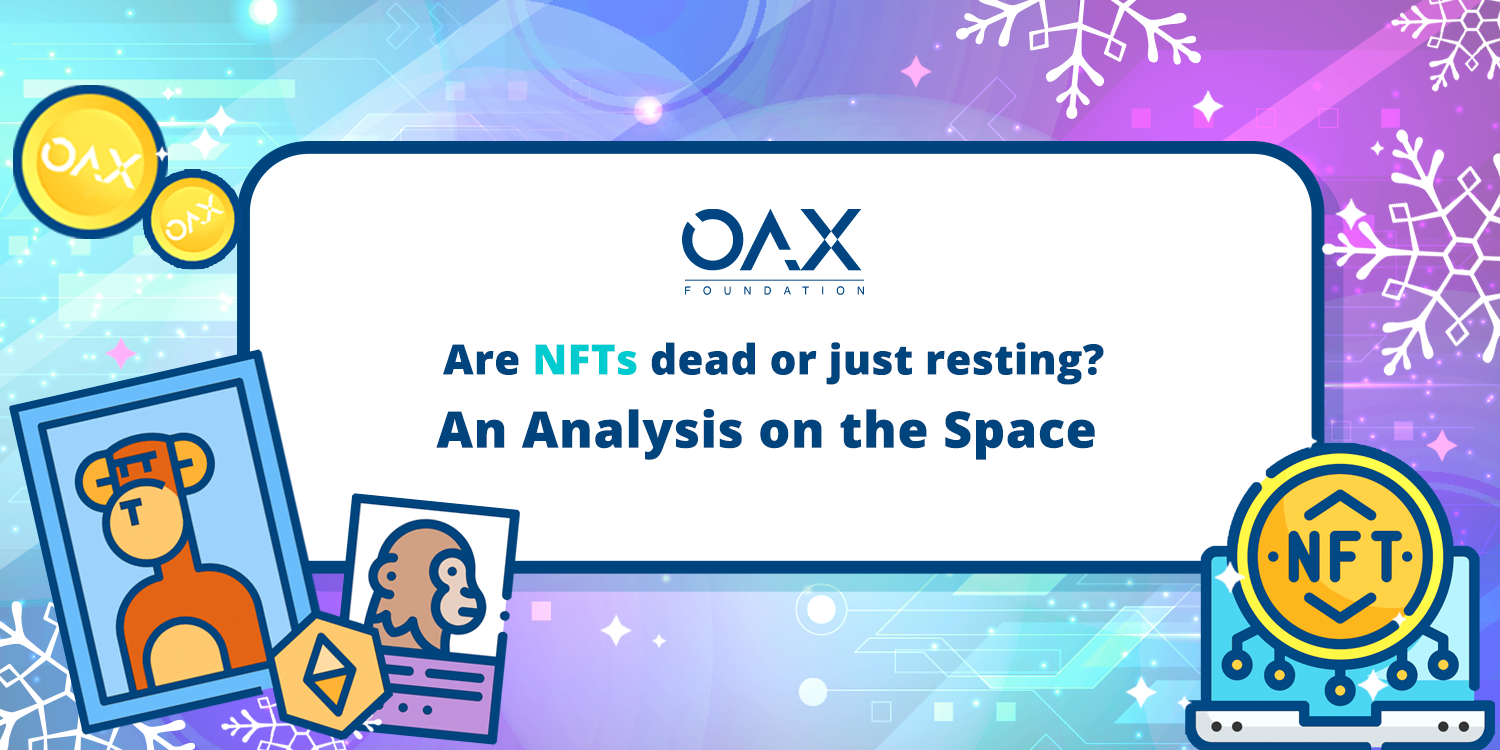 OAX
OAX
OAX
FOUNDATION
Are NFTs dead or just resting?
An Analysis on the Space
NFT